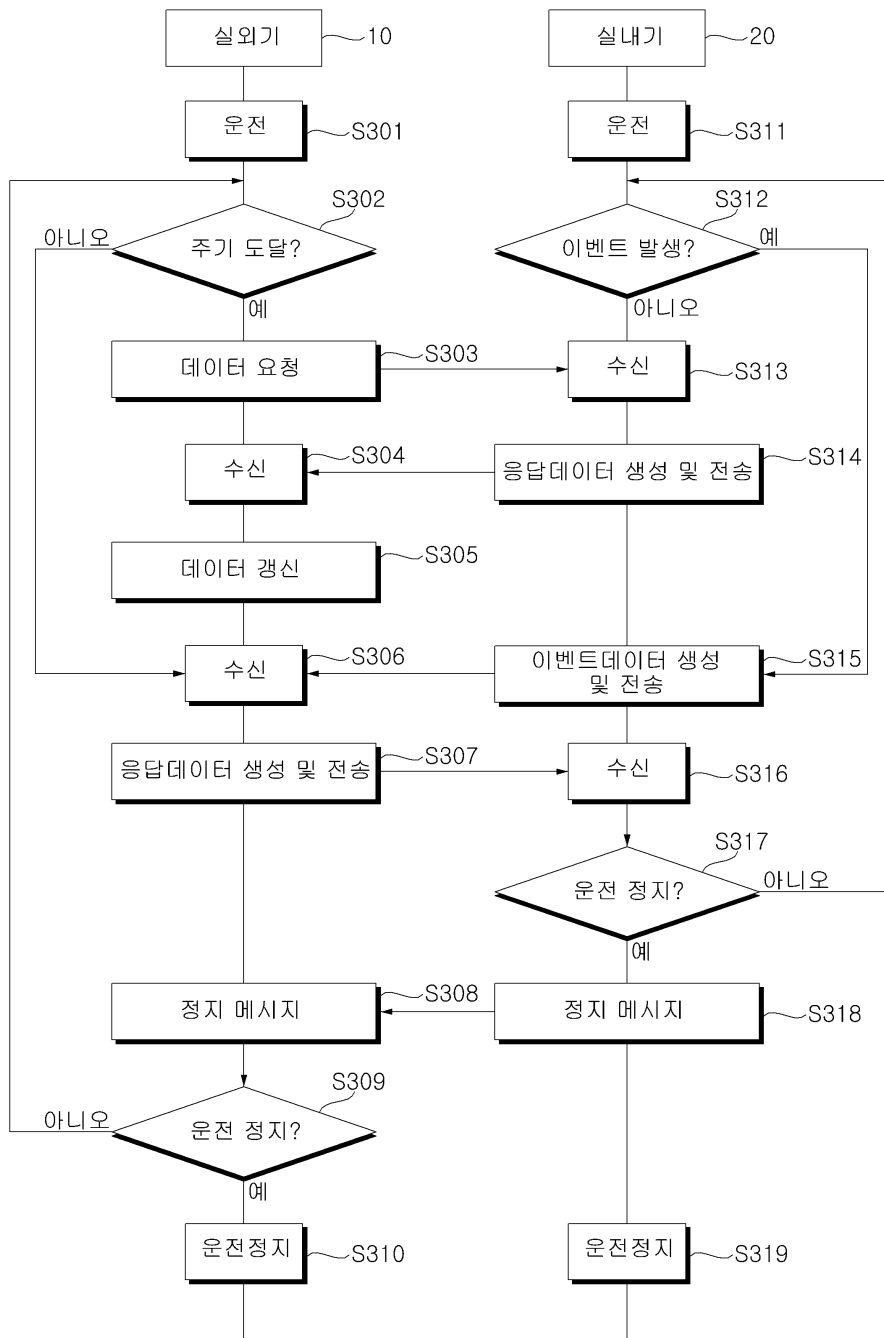 실외기
10
실내기
20
운전
S301
운전
S311
S302
아니오
주기 도달?
예
S312
이벤트 발생?
예
아니오
데이터 요청
S303
수신
S313
수신
S304
응답데이터 생성 및 전송
S314
데이터 갱신
S305
수신
S306
이벤트데이터 생성
및 전송
S315
응답데이터 생성 및 전송
S307
수신
S316
S317
운전 정지?
아니오
예
정지 메시지
S308
정지 메시지
S318
S309
아니오
운전 정지?
예
운전정지
S310
운전정지
S319